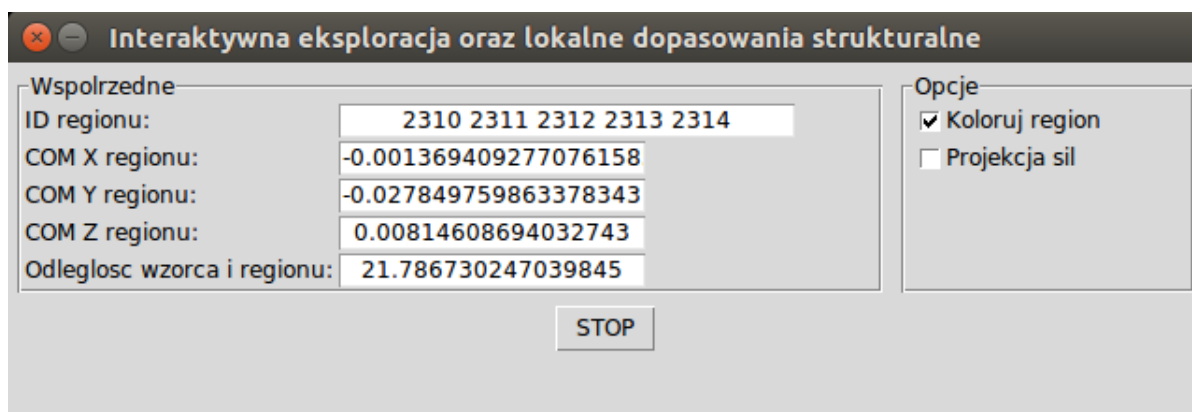 Interaktywna eksploracja oraz lokalne dopasowania strukturalne
Wspolrzedne
ID regionu: 2310 2311 2312 2313 2314
COM X regionu: -0.001369409277076158
COM Y regionu: -0.027849759863378343
COM Z regionu: 0.00814608694032743
Odleglosc wzorca i regionu: 21.786730247039845
Opcje
Koloruj region
Projekcja sil
STOP